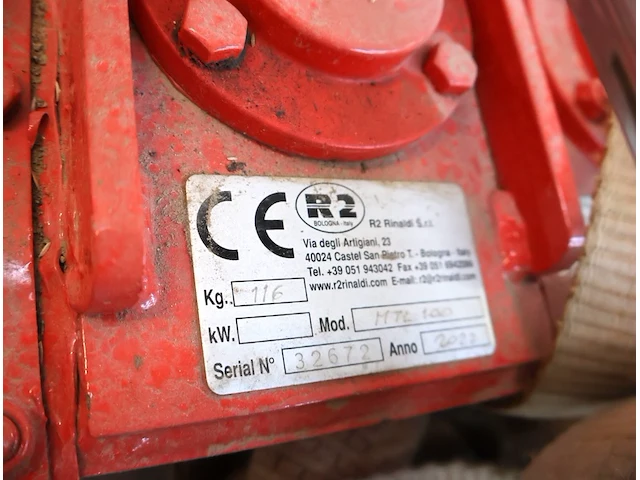 CE R2 R2 Rinaldi S.r.l.
BOLOGNA - Italy
Via degli Artigiani, 23
40024 Castel San Pietro T. - Bologna - Italy
Tel. +39 051 943042 Fax +39 051
www.r2rinaldi.com E-mail: r2@r2rinaldi.com
Kg.. 116
kW. Mod. MTL 100
Serial N° 32672 Anno 2022